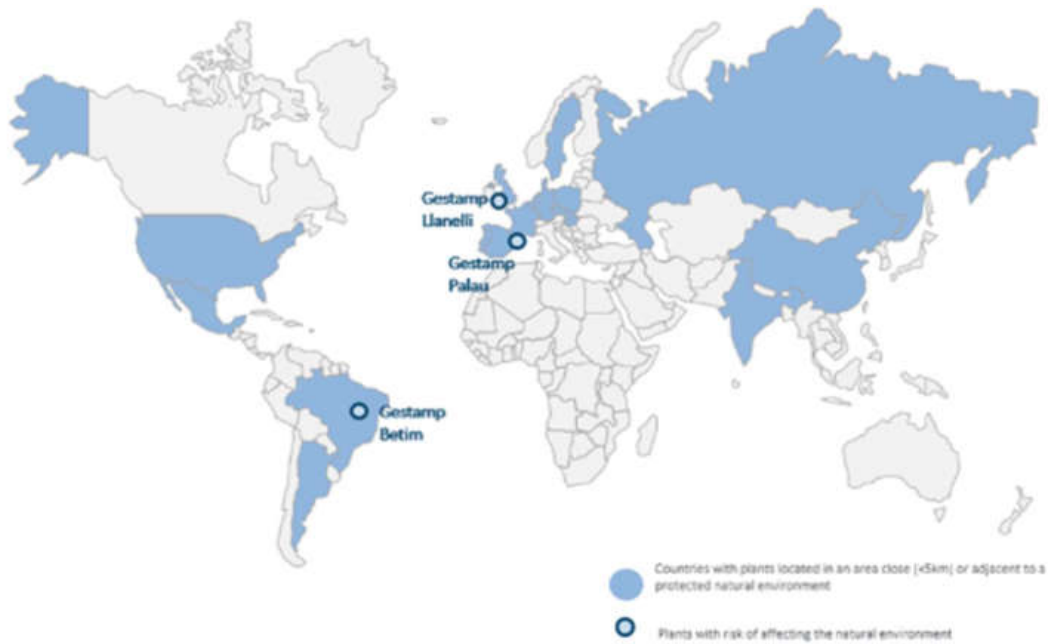 Gestamp
Llanelli
Gestamp
Palau
Gestamp
Betim
Countries with plants located in an area close (<5km) or adjacent to a
protected natural environment
Plants with risk of affecting the natural environment